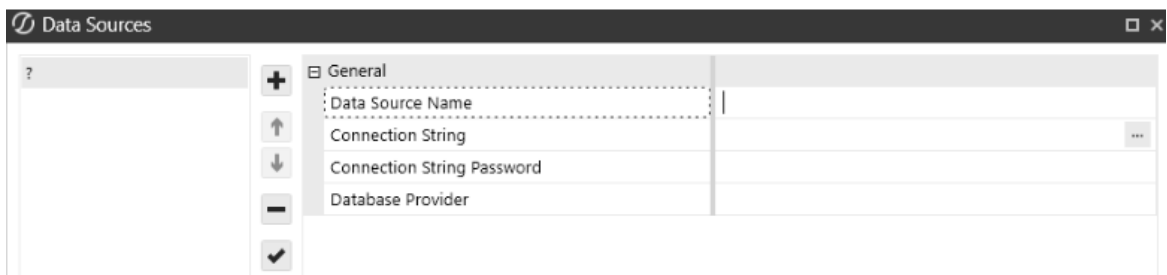 Data Sources
?
General
Data Source Name
Connection String
...
Connection String Password
Database Provider